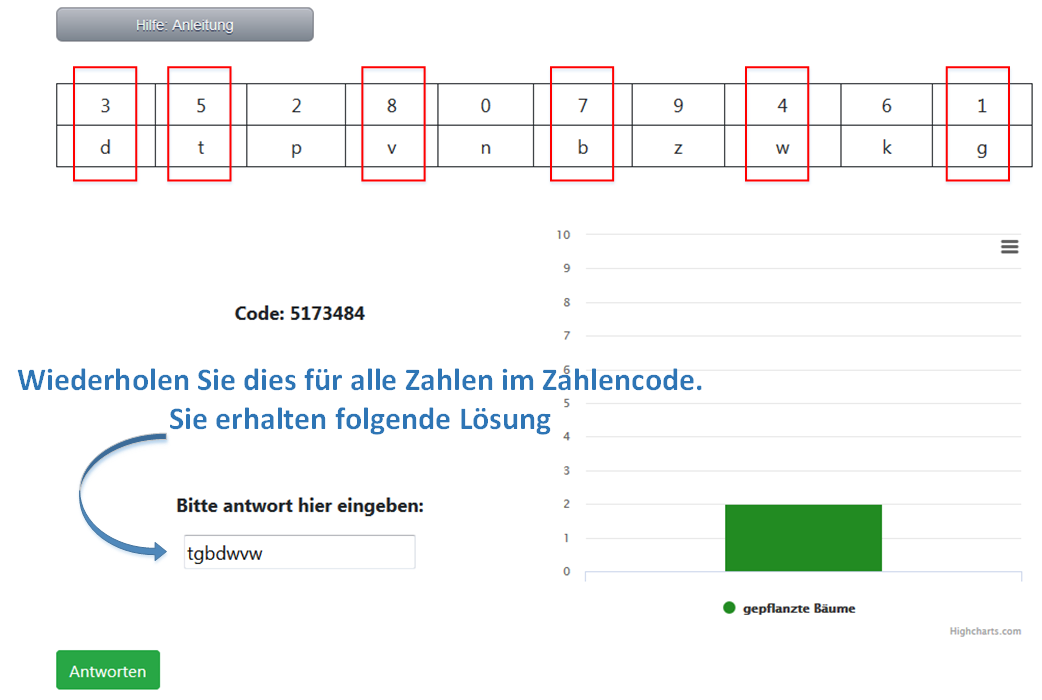 Hilfe: Anleitung
3 5 2 8 0 7 9 4 6 1
d t p v n b z w k g
Code: 5173484
Wiederholen Sie dies für alle Zahlen im Zahlencode.
Sie erhalten folgende Lösung
Bitte antwort hier eingeben:
tgbdwvw
Antworten
10
9
8
7
6
5
4
3
2
1
0
gepflanzte Bäume
Highcharts.com